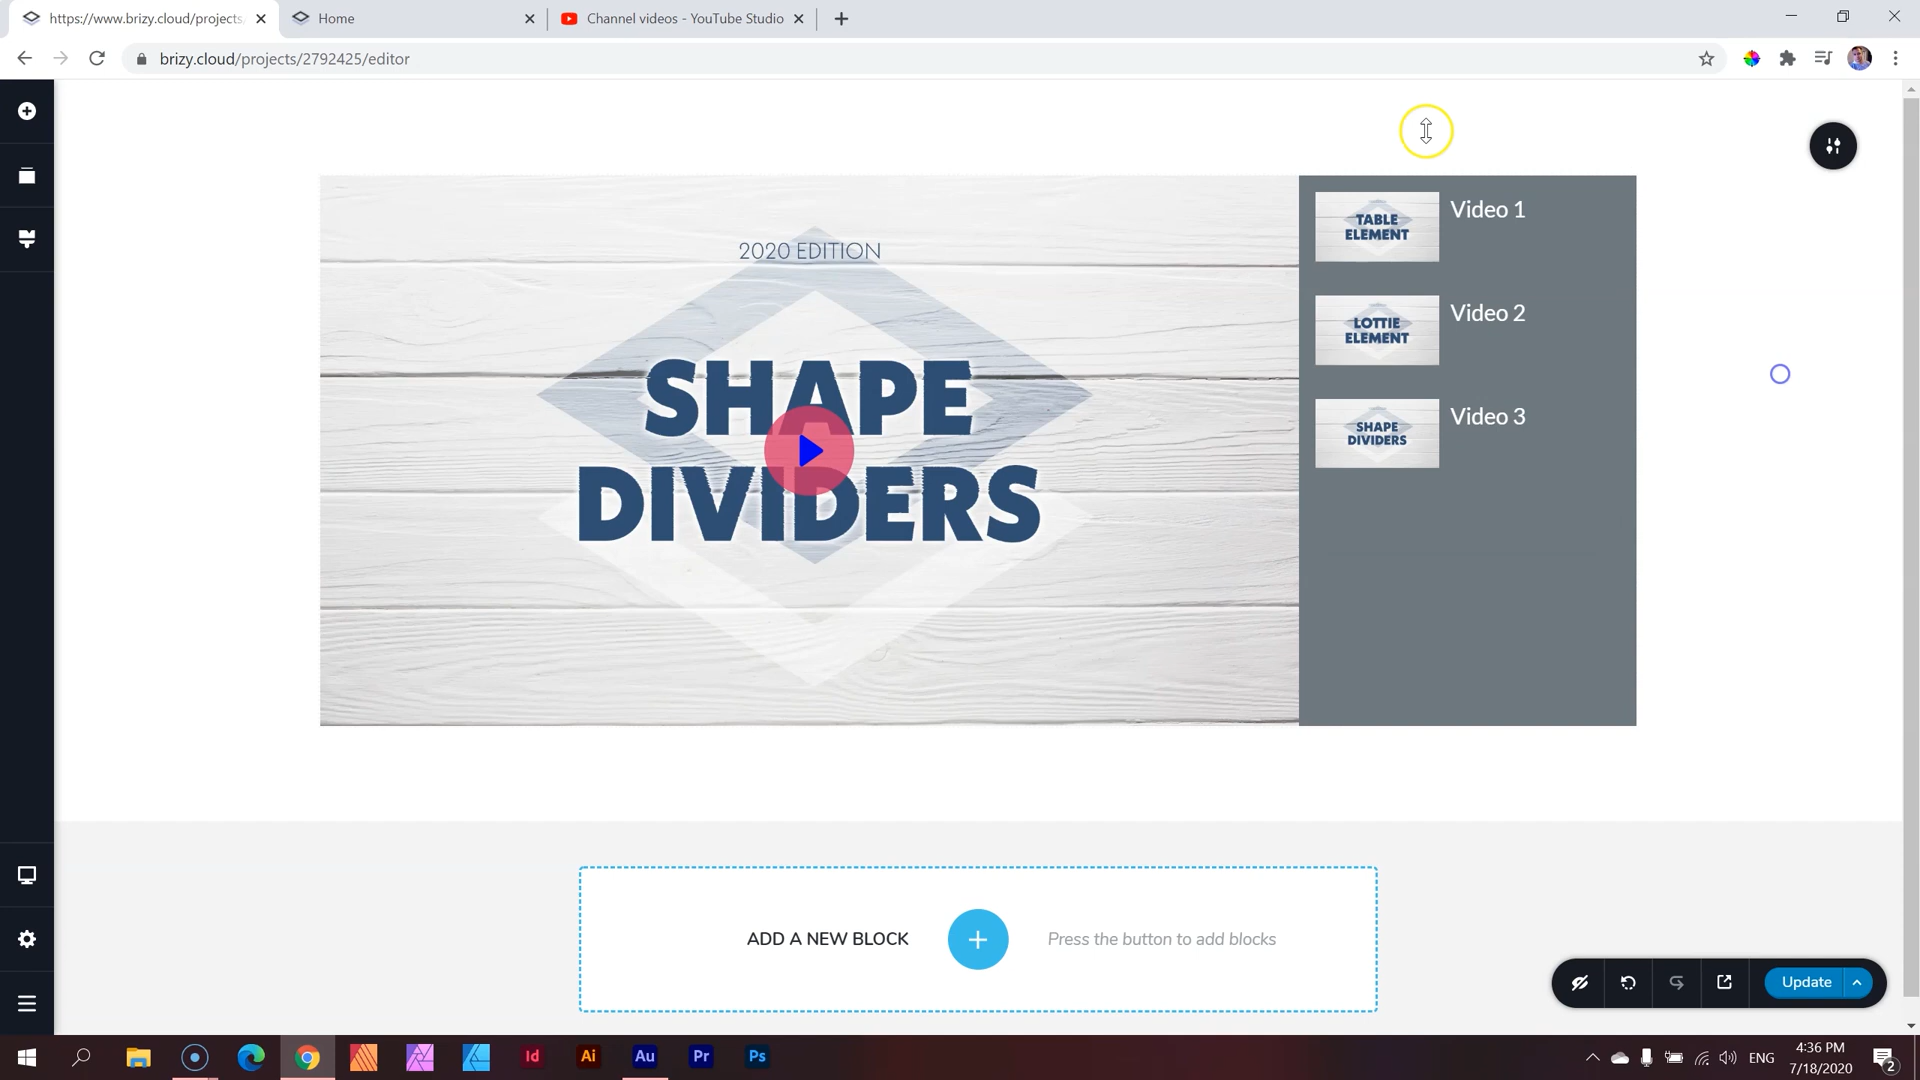 https://www.brizy.cloud/projects
Home
Channel videos - YouTube Studio
brizy.cloud/projects/2792425/editor
2020 EDITION
SHAPE
DIVIDERS
TABLE
ELEMENT
Video 1
LOTTIE
ELEMENT
Video 2
SHAPE
DIVIDERS
Video 3
ADD A NEW BLOCK
Press the button to add blocks
Update
Id
Ai
Au
Pr
Ps
ENG
4:36 PM
7/18/2020
2